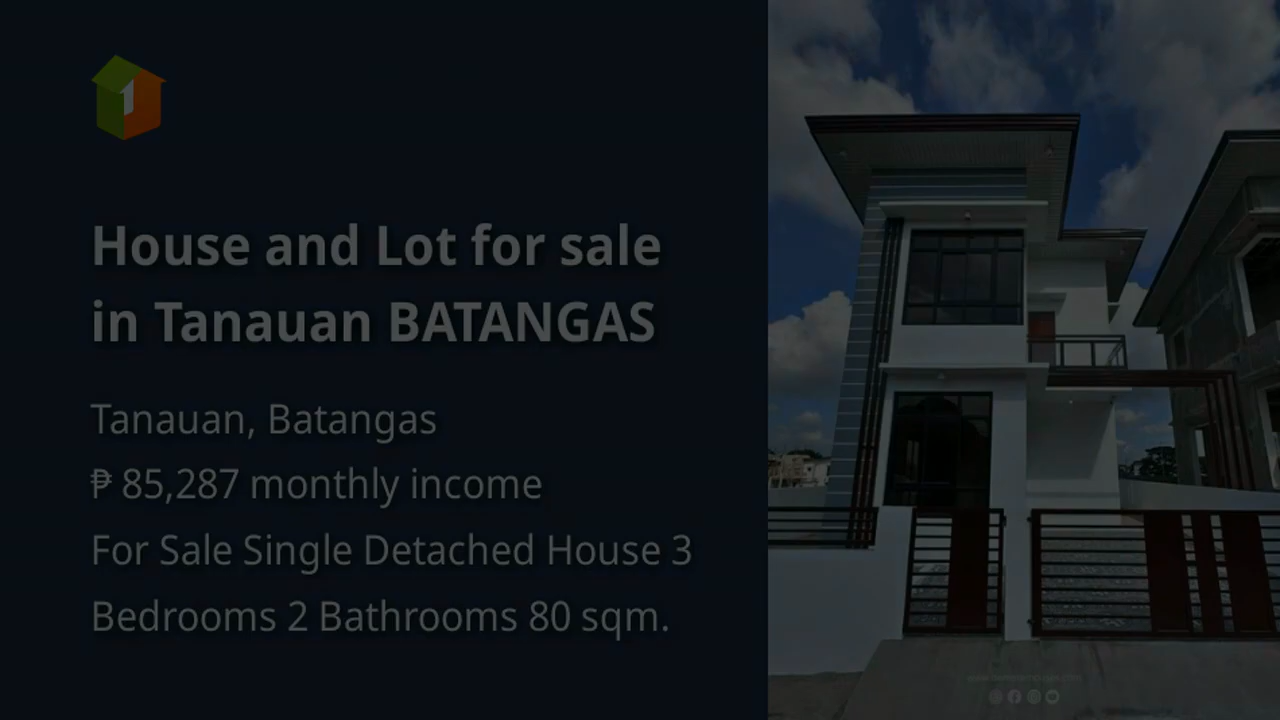 House and Lot for sale
in Tanauan BATANGAS
Tanauan, Batangas
₱ 85,287 monthly income
For Sale Single Detached House 3
Bedrooms 2 Bathrooms 80 sqm.